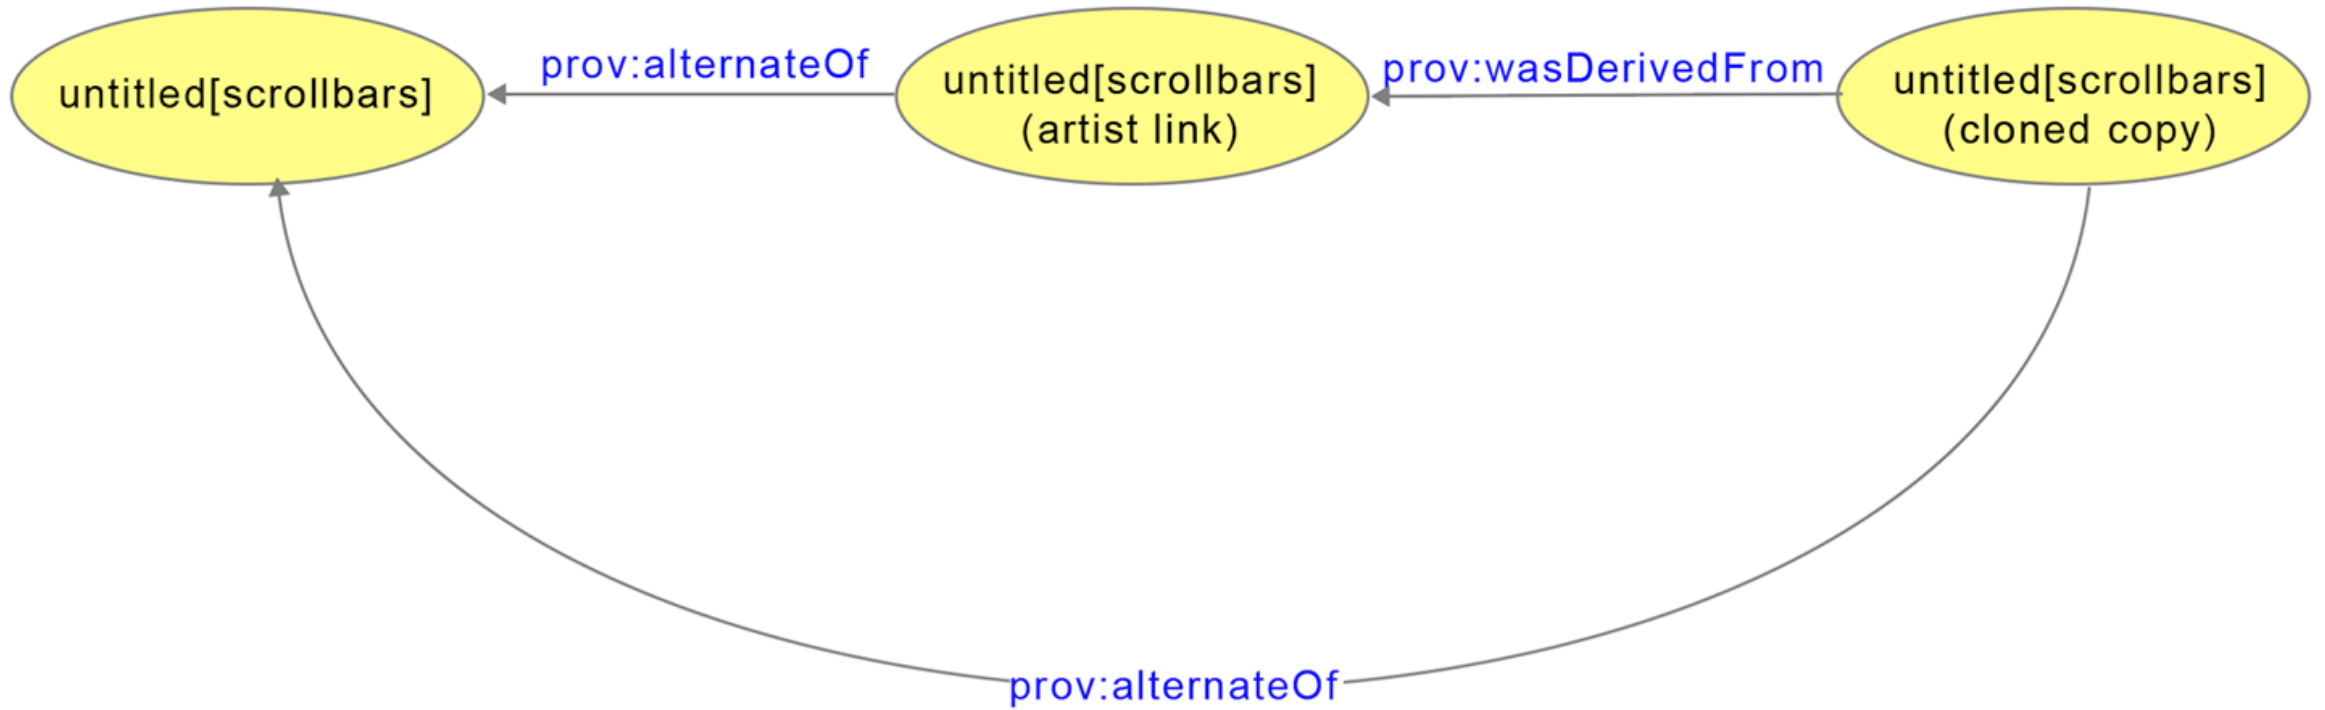 untitled[scrollbars]
prov:alternateOf
untitled[scrollbars]
(artist link)
prov:wasDerivedFrom
untitled[scrollbars]
(cloned copy)
prov:alternateOf